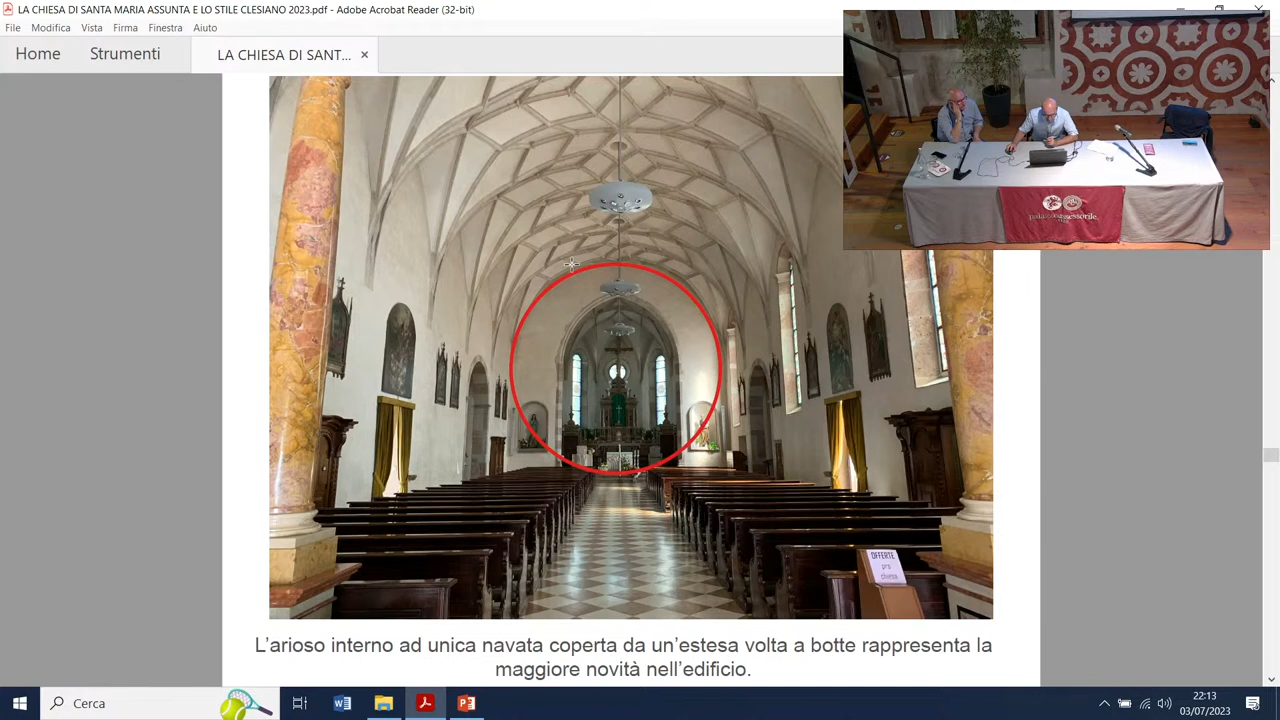 LA CHIESA DI SANTA MARIA ASSUNTA E LO STILE CLESIANO 2023.pdf - Adobe Acrobat Reader (32-bit)
File Modifica Vista Firma Finestra Aiuto
Home Strumenti LA CHIESA DI SANT... ×
OFFERTE
pro
chiesa
L'arioso interno ad unica navata coperta da un'estesa volta a botte rappresenta la
maggiore novità nell'edificio.
Cerca
22:13
03/07/2023